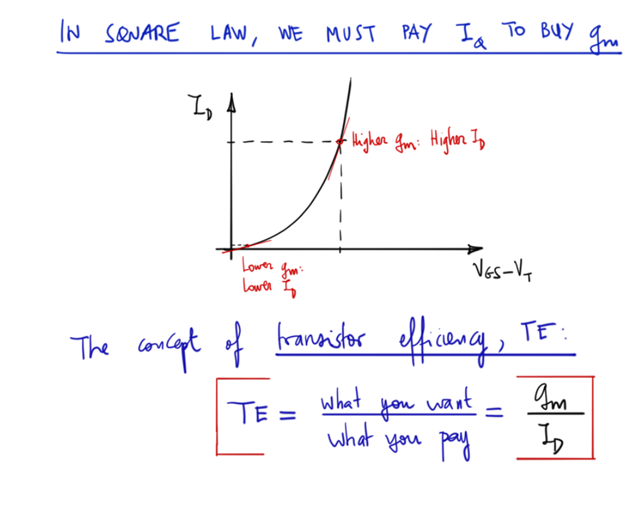 IN SQUARE LAW, WE MUST PAY I_Q TO BUY g_m
I_D
Higher g_m: Higher I_D
Lower g_m:
Lower I_D
V_GS-V_T
The concept of transistor efficiency, TE:
TE = what you want / what you pay = g_m / I_D